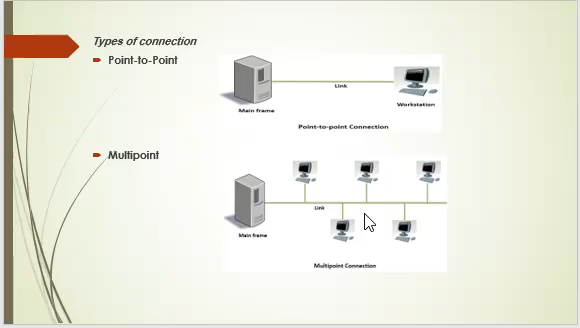 Types of connection
Point-to-Point
Link
Workstation
Main frame
Point-to-point Connection
Multipoint
Link
Main frame
Multipoint Connection